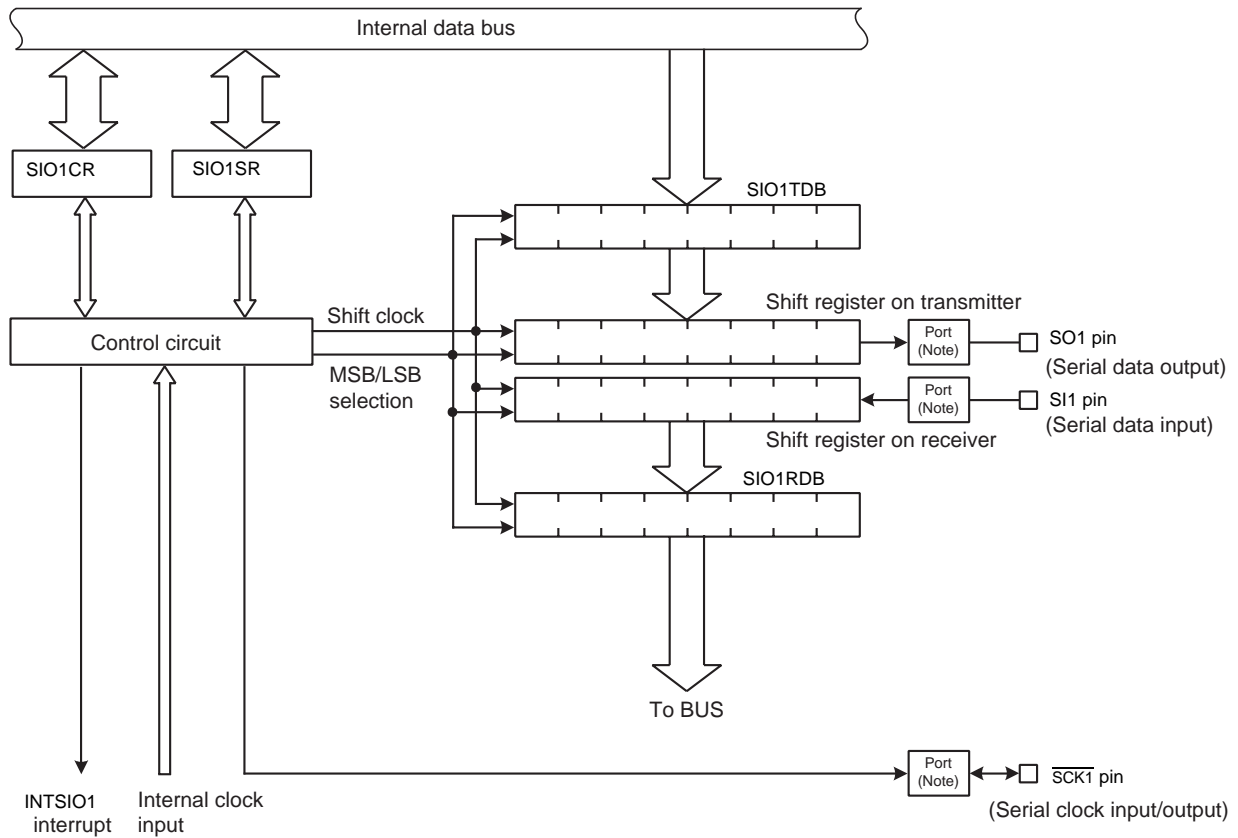 Internal data bus
SIO1CR
SIO1SR
SIO1TDB
Shift clock
Shift register on transmitter
Control circuit
Port
(Note)
SO1 pin
(Serial data output)
MSB/LSB
selection
Port
(Note)
SI1 pin
(Serial data input)
Shift register on receiver
SIO1RDB
To BUS
Port
(Note)
SCK1 pin
(Serial clock input/output)
INTSIO1
interrupt
Internal clock
input